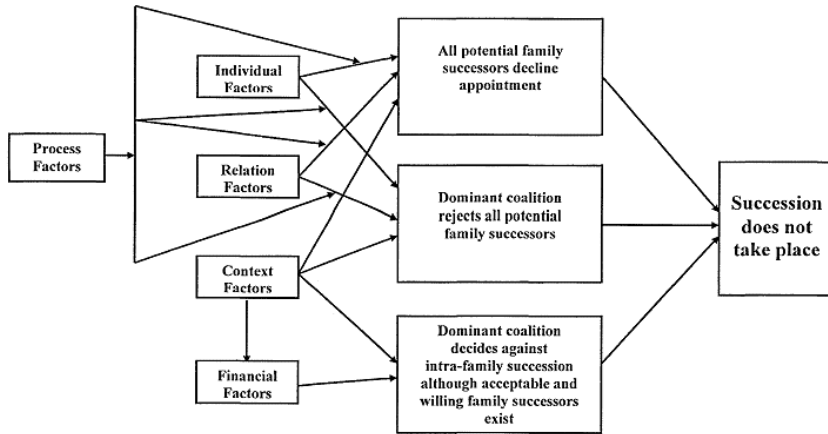 All potential family
successors decline
appointment
Individual
Factors
Process
Factors
Relation
Factors
Dominant coalition
rejects all potential
family successors
Succession
does not
take place
Context
Factors
Dominant coalition
decides against
intra-family succession
although acceptable and
willing family successors
exist
Financial
Factors